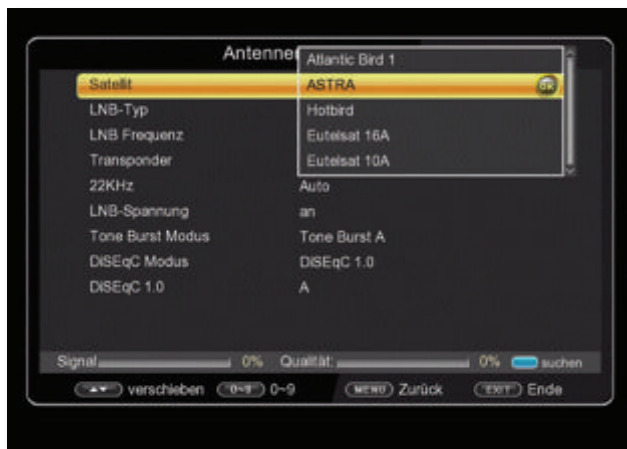 Antenne
Atlantic Bird 1
Satellit ASTRA OK
LNB-Typ Hotbird
LNB Frequenz Eutelsat 16A
Transponder Eutelsat 10A
22KHz Auto
LNB-Spannung an
Tone Burst Modus Tone Burst A
DiSEqC Modus DiSEqC 1.0
DiSEqC 1.0 A
Signal 0% Qualität: 0% suchen
verschieben 0~9 0~9 MENU Zurück EXIT Ende